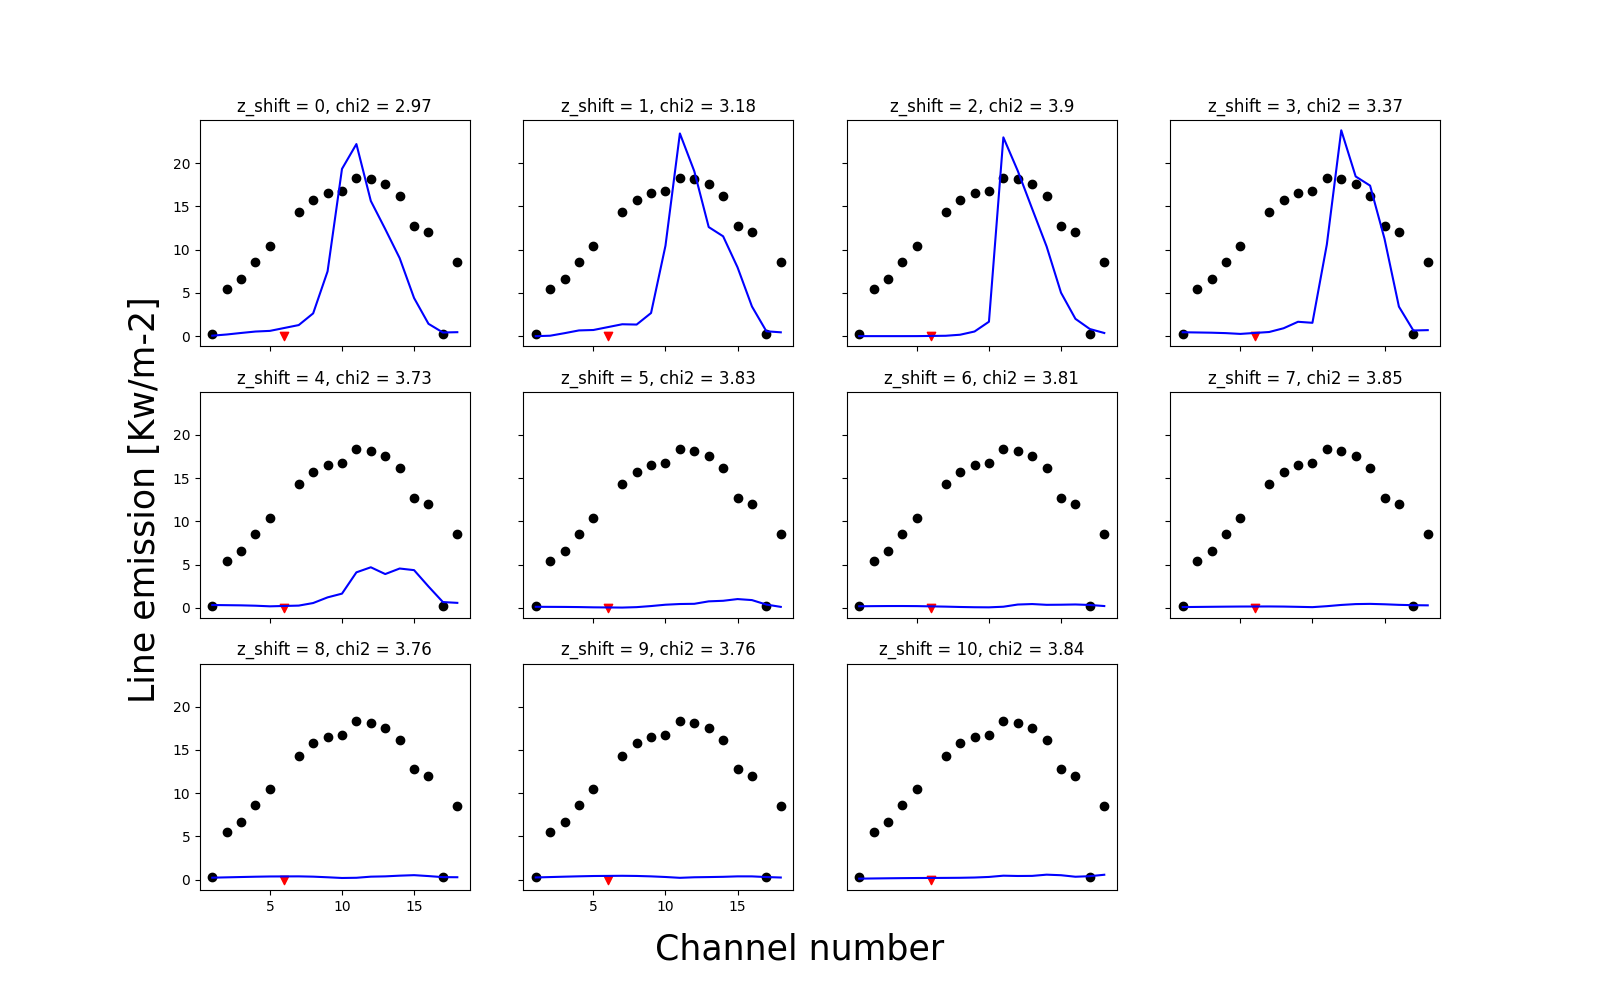 z_shift = 0, chi2 = 2.97
z_shift = 1, chi2 = 3.18
z_shift = 2, chi2 = 3.9
z_shift = 3, chi2 = 3.37
20
15
10
5
0
z_shift = 4, chi2 = 3.73
z_shift = 5, chi2 = 3.83
z_shift = 6, chi2 = 3.81
z_shift = 7, chi2 = 3.85
20
15
10
5
0
Line emission [Kw/m-2]
z_shift = 8, chi2 = 3.76
z_shift = 9, chi2 = 3.76
z_shift = 10, chi2 = 3.84
20
15
10
5
0
5 10 15
5 10 15
Channel number